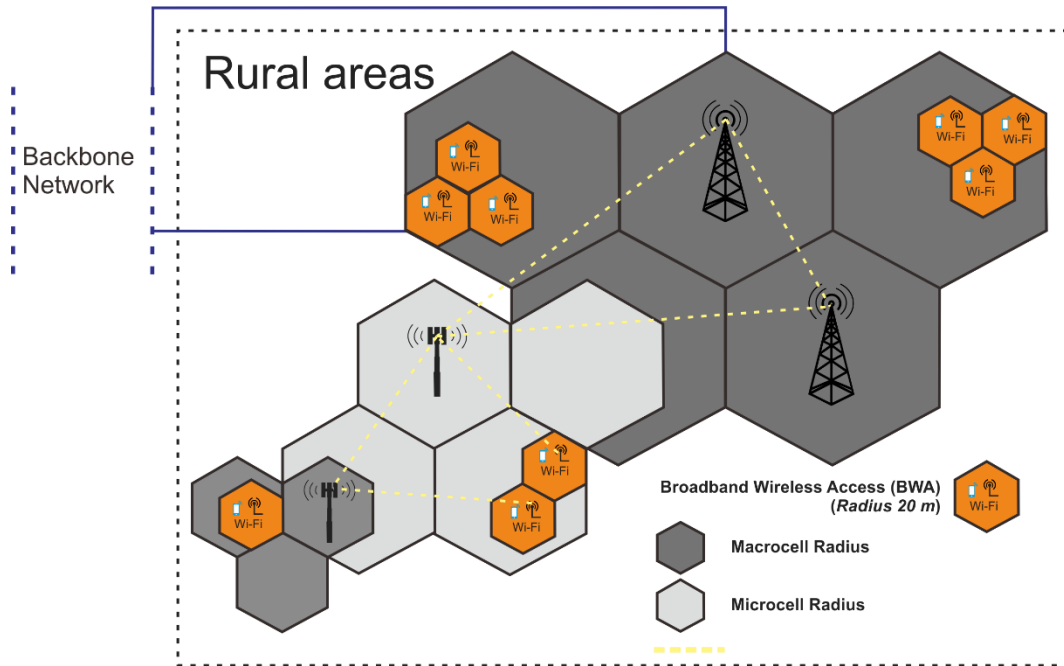 Rural areas
Backbone
Network
Wi-Fi
Wi-Fi
Wi-Fi
Wi-Fi
Wi-Fi
Wi-Fi
Wi-Fi
Wi-Fi
Wi-Fi
Broadband Wireless Access (BWA)
(Radius 20 m)
Wi-Fi
Macrocell Radius
Microcell Radius